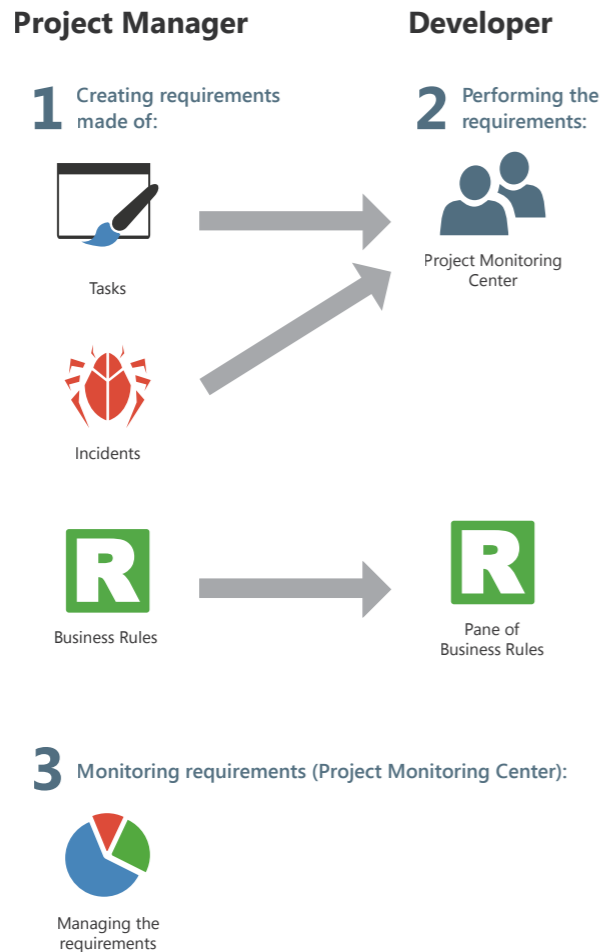 Project Manager
Developer
1 Creating requirements
made of:
2 Performing the
requirements:
Tasks
Project Monitoring
Center
Incidents
R
Business Rules
R
Pane of
Business Rules
3 Monitoring requirements (Project Monitoring Center):
Managing the
requirements